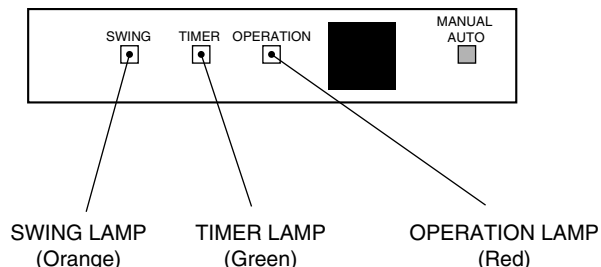 MANUAL
AUTO
SWING TIMER OPERATION
SWING LAMP
(Orange)
TIMER LAMP
(Green)
OPERATION LAMP
(Red)